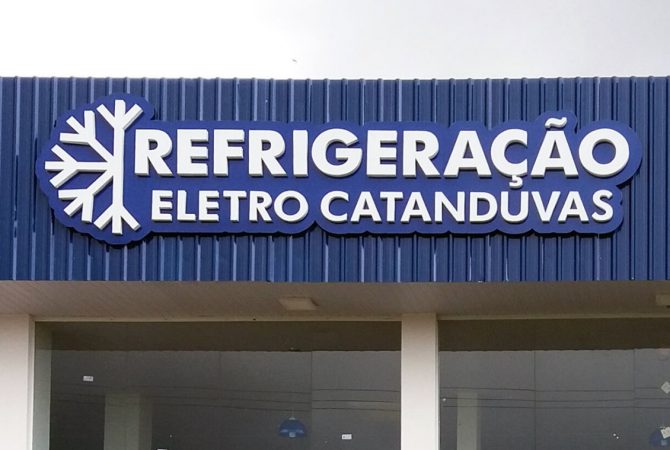 REFRIGERAÇÃO
ELETRO CATANDUVAS